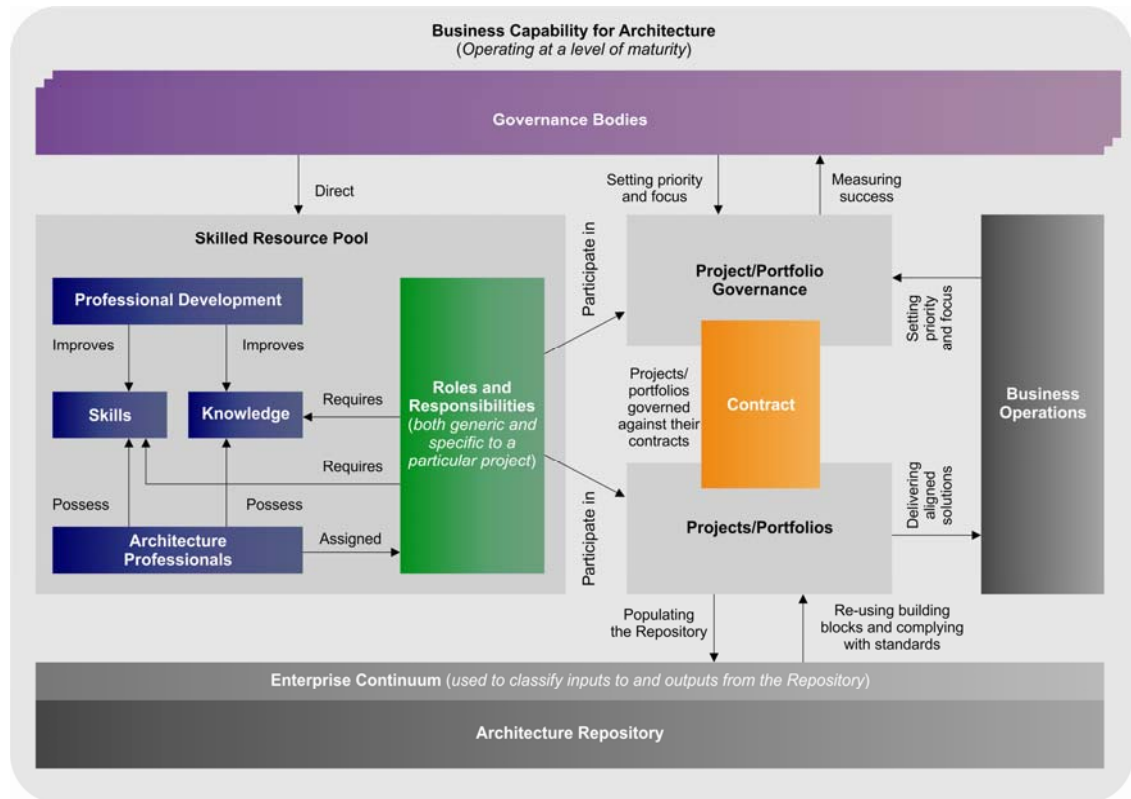 Business Capability for Architecture
(Operating at a level of maturity)
Governance Bodies
Direct
Setting priority
and focus
Measuring
success
Skilled Resource Pool
Professional Development
Improves
Improves
Skills
Knowledge
Requires
Requires
Possess
Possess
Architecture
Professionals
Assigned
Roles and
Responsibilities
(both generic and
specific to a
particular project)
Participate in
Participate in
Project/Portfolio
Governance
Projects/
portfolios
governed
against their
contracts
Contract
Projects/Portfolios
Setting
priority
and focus
Delivering
aligned
solutions
Business
Operations
Populating
the Repository
Re-using building
blocks and complying
with standards
Enterprise Continuum (used to classify inputs to and outputs from the Repository)
Architecture Repository